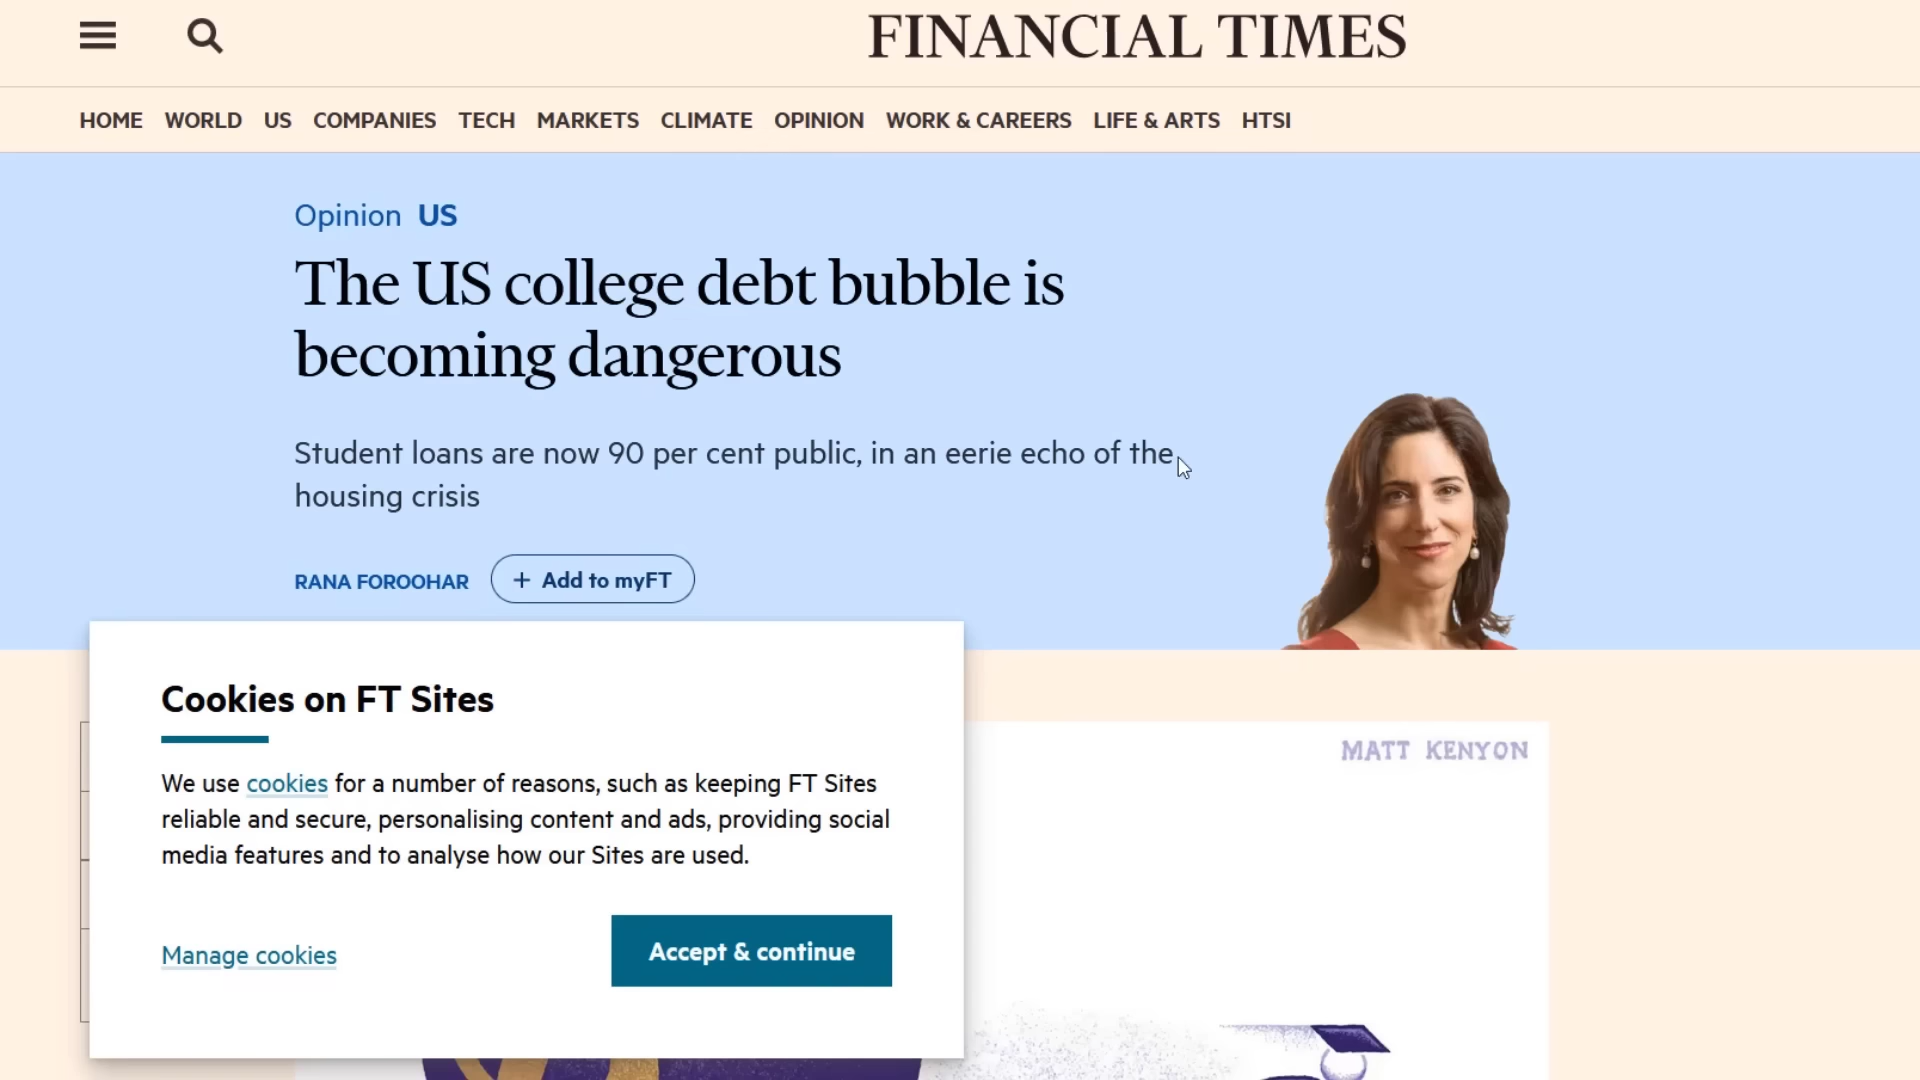 FINANCIAL TIMES
HOME WORLD US COMPANIES TECH MARKETS CLIMATE OPINION WORK & CAREERS LIFE & ARTS HTSI
Opinion US
The US college debt bubble is
becoming dangerous
Student loans are now 90 per cent public, in an eerie echo of the
housing crisis
RANA FOROOHAR + Add to myFT
Cookies on FT Sites
We use cookies for a number of reasons, such as keeping FT Sites
reliable and secure, personalising content and ads, providing social
media features and to analyse how our Sites are used.
Manage cookies
Accept & continue
MATT KENYON